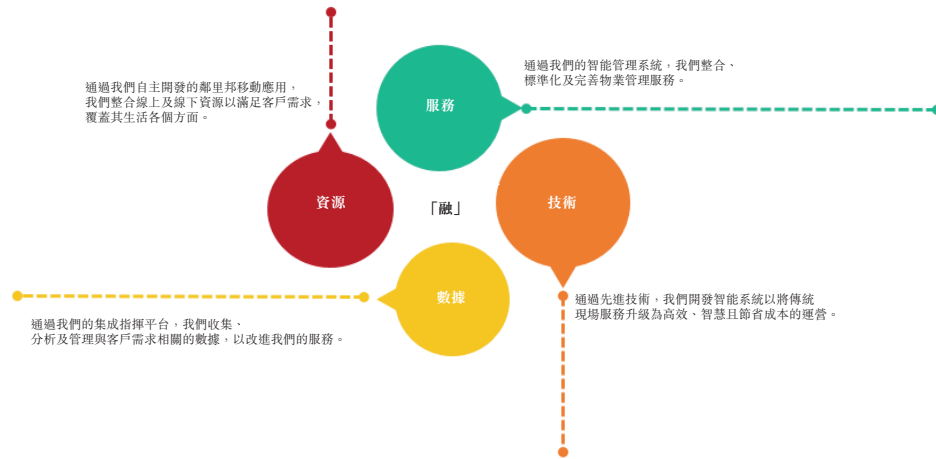 通過我們的智能管理系統，我們整合、
標準化及完善物業管理服務。
通過我們自主開發的鄰里邦移動應用，
我們整合線上及線下資源以滿足客戶需求，
覆蓋其生活各個方面。
服務
資源
「融」
技術
數據
通過先進技術，我們開發智能系統以將傳統
現場服務升級為高效、智慧且節省成本的運營。
通過我們的集成指揮平台，我們收集、
分析及管理與客戶需求相關的數據，以改進我們的服務。